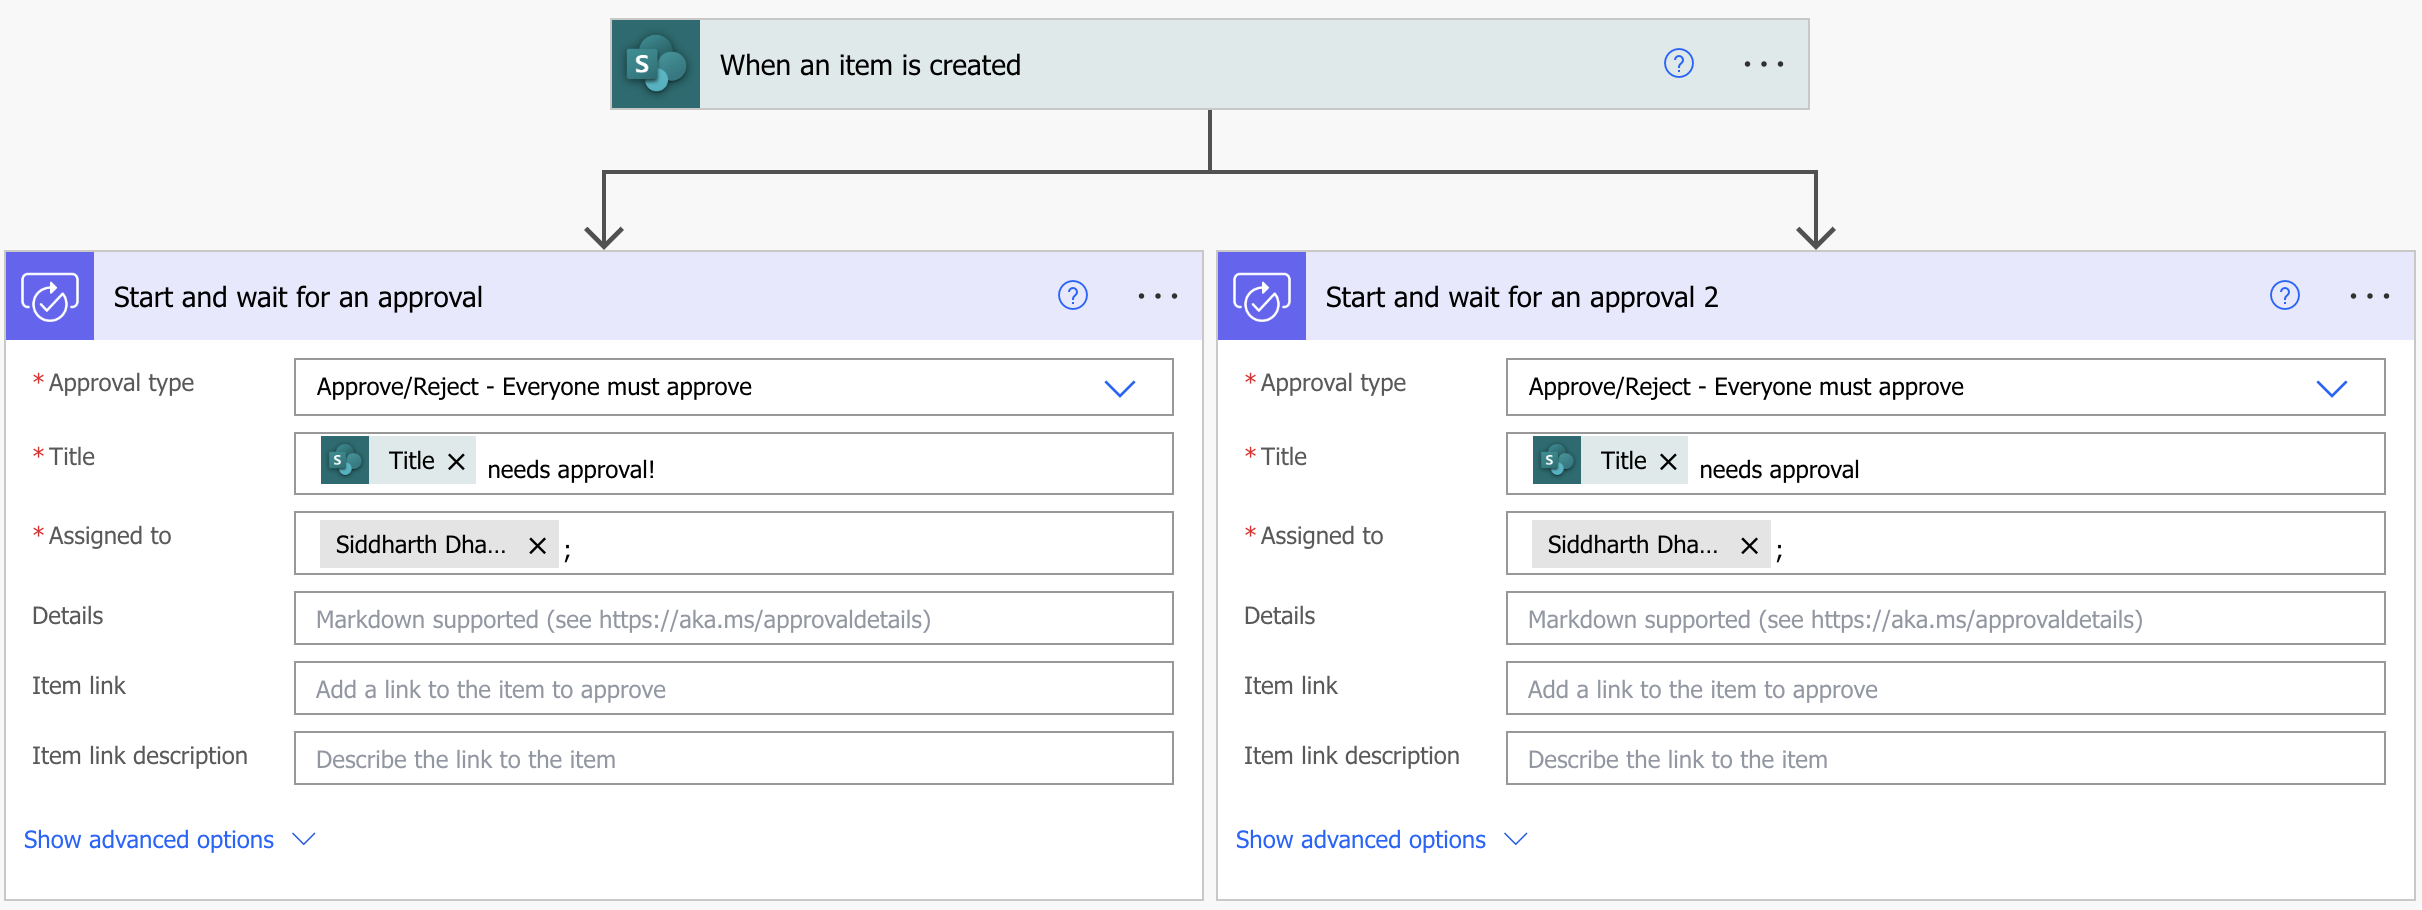 S When an item is created ? ...
Start and wait for an approval ? ...
* Approval type Approve/Reject - Everyone must approve
* Title S Title × needs approval!
* Assigned to Siddharth Dha... × ;
Details Markdown supported (see https://aka.ms/approvaldetails)
Item link Add a link to the item to approve
Item link description Describe the link to the item
Show advanced options
Start and wait for an approval 2 ? ...
* Approval type Approve/Reject - Everyone must approve
* Title S Title × needs approval
* Assigned to Siddharth Dha... × ;
Details Markdown supported (see https://aka.ms/approvaldetails)
Item link Add a link to the item to approve
Item link description Describe the link to the item
Show advanced options